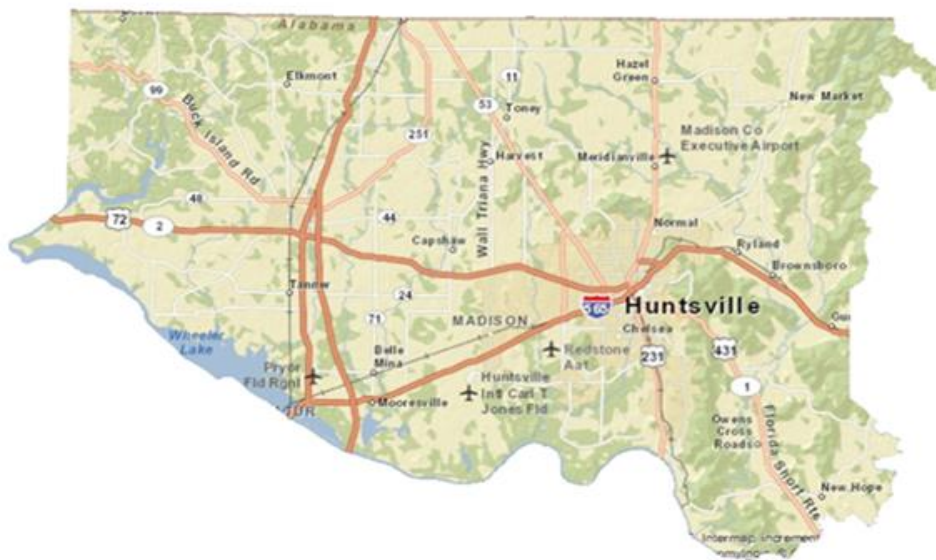 Alabama
Elkmont
11
Hazel
Green
99
53
New Market
Toney
Buck Island Rd
251
Madison Co
Executive Airport
Harvest
Meridianville
Wall Triana Hwy
48
44
Normal
72
2
Capshaw
Ryland
Brownsboro
24
565
Huntsville
71
MADISON
Chelsea
Wheeler
Lake
Belle
Mina
Redstone
Aat
231
431
Pryor
Fld Rgnl
Huntsville
Intl Carl T
Jones Fld
1
Mooresville
Owens
Cross
Roads
Florida Short Rte
New Hope
Intermap, increment